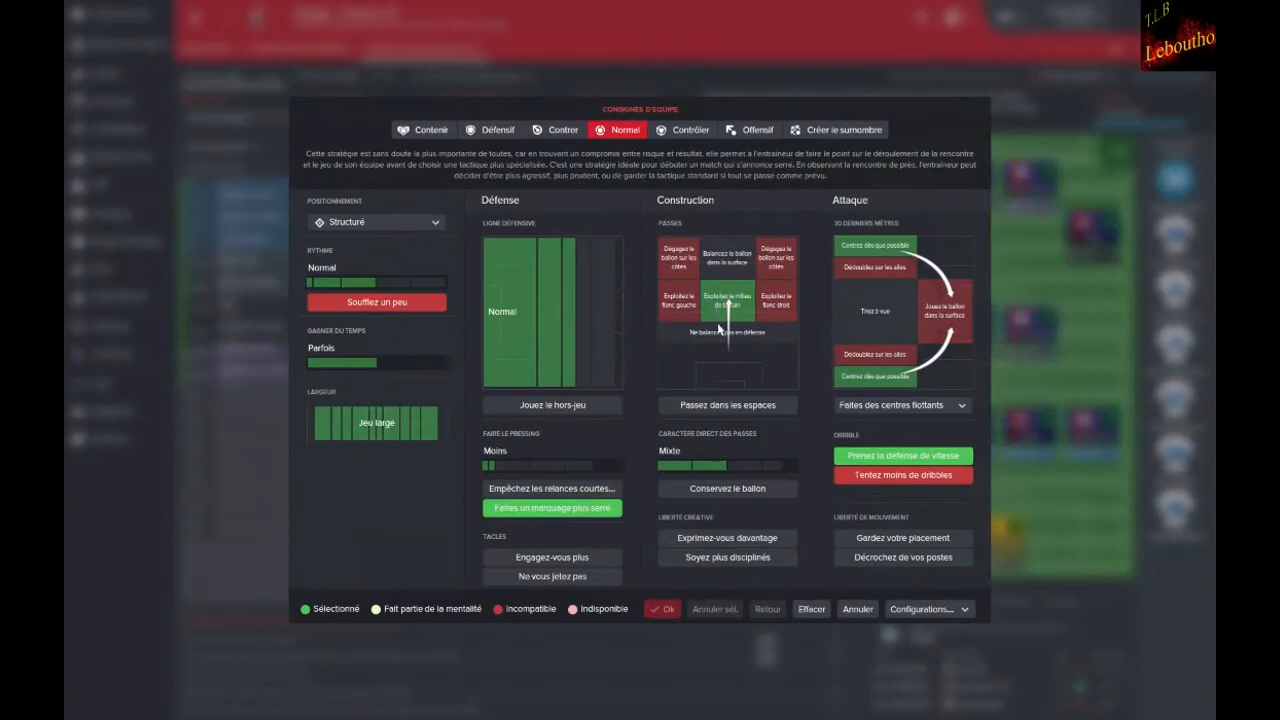 T.L.B
Leboutho
CONSIGNES D'ÉQUIPE
Contenir
Défensif
Contrer
Normal
Contrôler
Offensif
Créer le surnombre
Cette stratégie est sans doute la plus importante de toutes, car en trouvant un compromis entre risque et résultat, elle permet à l'entraîneur de faire le point sur le déroulement de la rencontre
et le jeu de son équipe avant de choisir une tactique plus spécialisée. C'est une stratégie idéale pour débuter un match qui s'annonce serré. En observant la rencontre de près, l'entraîneur peut
décider d'être plus agressif, plus prudent, ou de garder la tactique standard si tout se passe comme prévu.
POSITIONNEMENT
Structuré
RYTHME
Normal
Soufflez un peu
GAGNER DU TEMPS
Parfois
LARGEUR
Jeu large
Défense
LIGNE DÉFENSIVE
Normal
Jouez le hors-jeu
FAIRE LE PRESSING
Moins
Empêchez les relances courtes...
Faites un marquage plus serré
TACLES
Engagez-vous plus
Ne vous jetez pas
Construction
PASSES
Dégagez le
ballon sur les
côtés
Balancez le ballon
dans la surface
Dégagez le
ballon sur les
côtés
Exploitez le
flanc gauche
Exploitez le milieu
de terrain
Exploitez le
flanc droit
Ne balancez pas en défense
Passez dans les espaces
CARACTÈRE DIRECT DES PASSES
Mixte
Conservez le ballon
LIBERTÉ CRÉATIVE
Exprimez-vous davantage
Soyez plus disciplinés
Attaque
30 DERNIERS MÈTRES
Centrez dès que possible
Dédoublez sur les ailes
Tirez à vue
Jouez le ballon
dans la surface
Dédoublez sur les ailes
Centrez dès que possible
Faites des centres flottants
DRIBBLE
Prenez la défense de vitesse
Tentez moins de dribbles
LIBERTÉ DE MOUVEMENT
Gardez votre placement
Décrochez de vos postes
Sélectionné
Fait partie de la mentalité
Incompatible
Indisponible
Ok
Annuler sél.
Retour
Effacer
Annuler
Configurations...